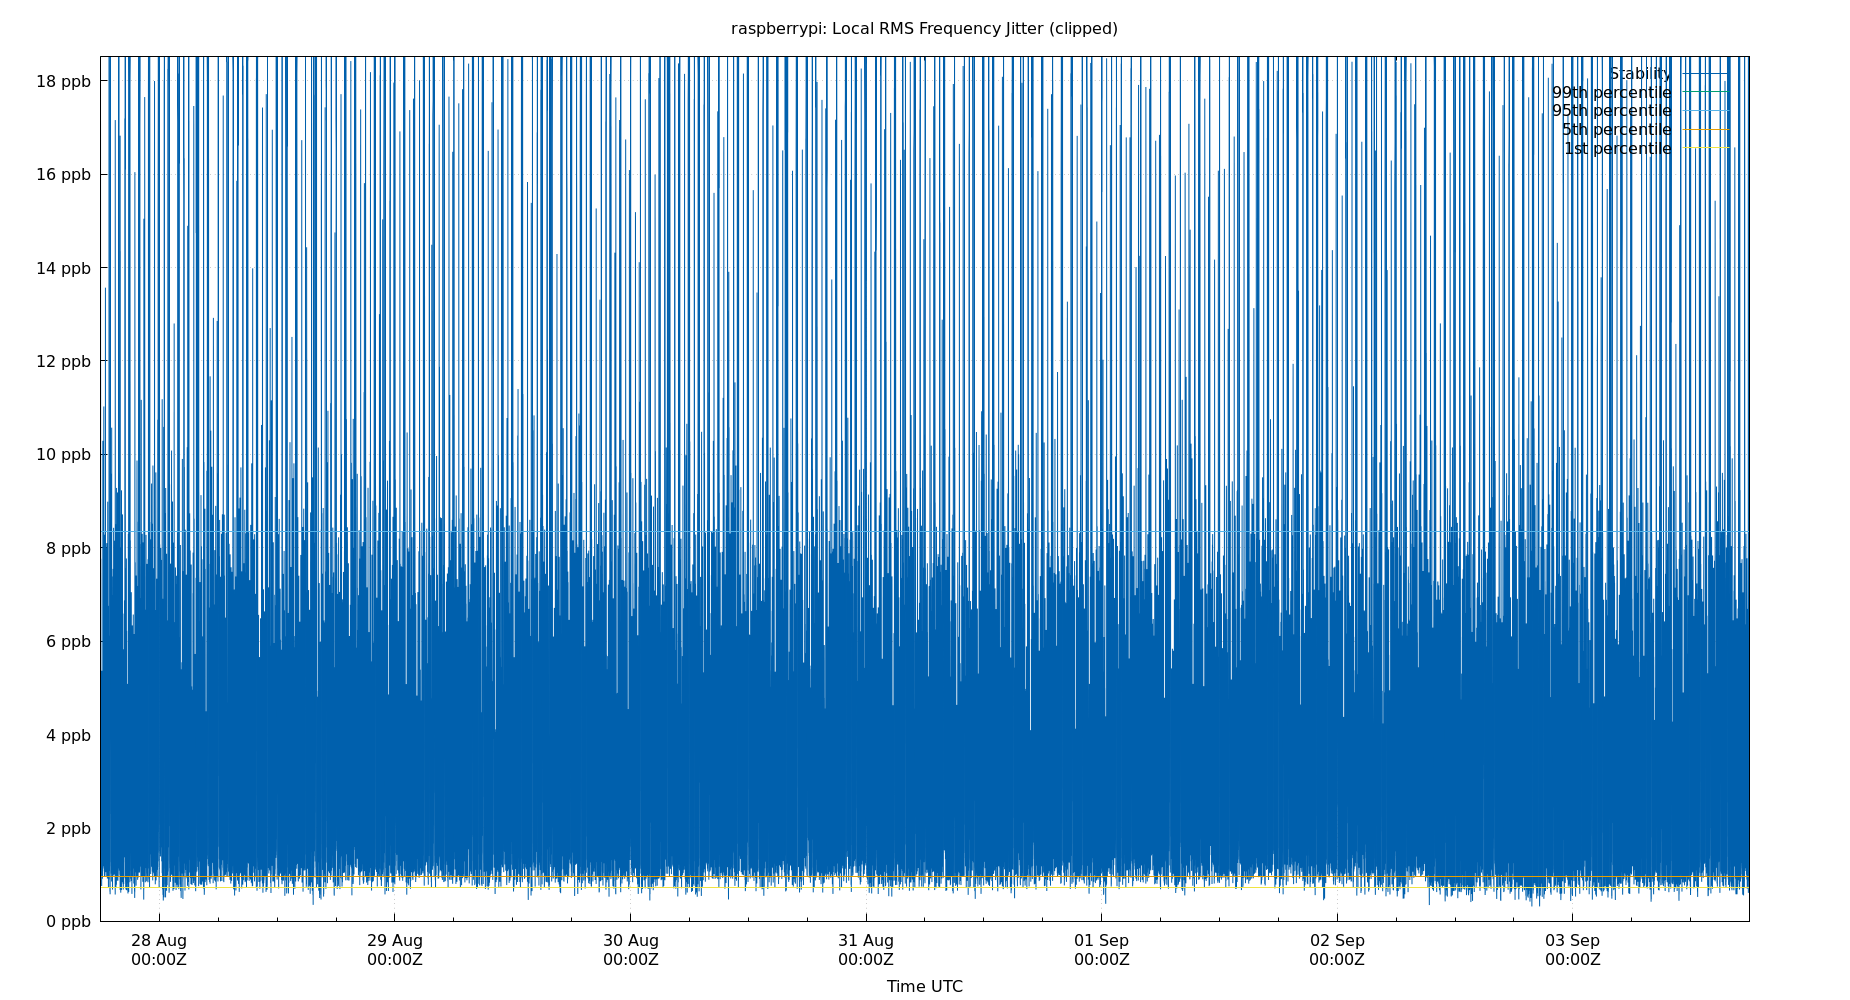 raspberrypi: Local RMS Frequency Jitter (clipped)
18 ppb
16 ppb
14 ppb
12 ppb
10 ppb
8 ppb
6 ppb
4 ppb
2 ppb
0 ppb
Stability
99th percentile
95th percentile
5th percentile
1st percentile
28 Aug
00:00Z
29 Aug
00:00Z
30 Aug
00:00Z
31 Aug
00:00Z
01 Sep
00:00Z
02 Sep
00:00Z
03 Sep
00:00Z
Time UTC